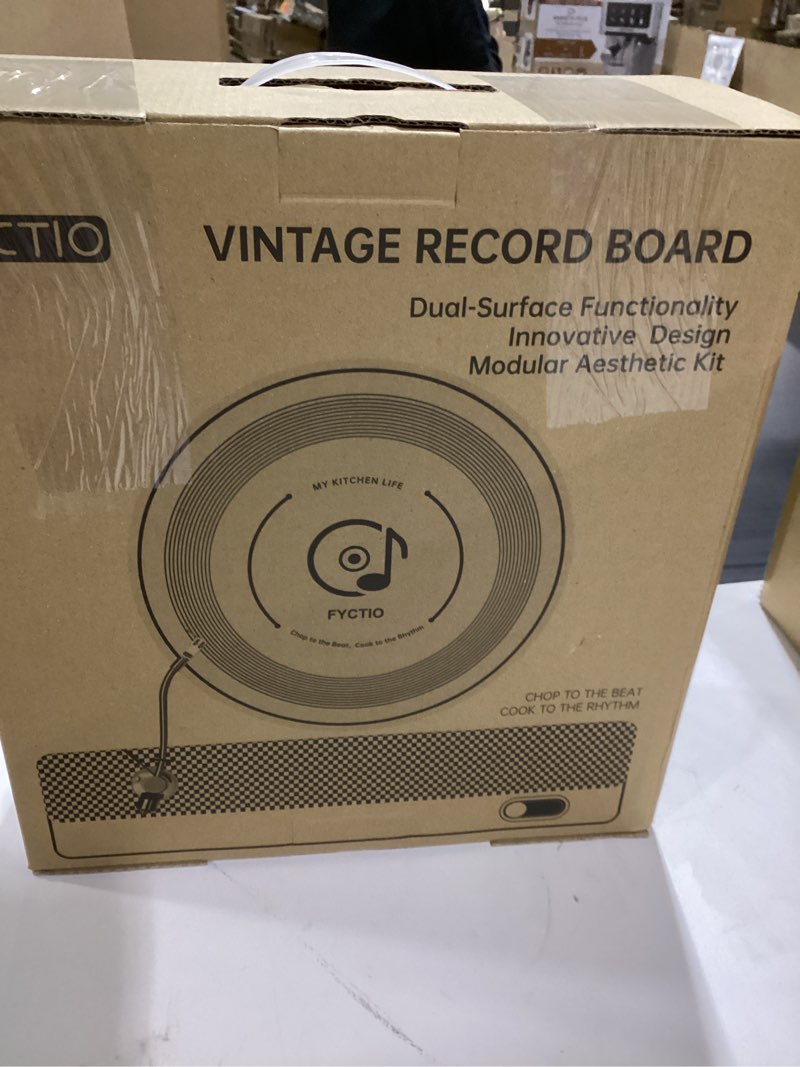 CTIO
VINTAGE RECORD BOARD
Dual-Surface Functionality
Innovative Design
Modular Aesthetic Kit
MY KITCHEN LIFE
FYCTIO
Chop to the Beat, Cook to the Rhythm
CHOP TO THE BEAT
COOK TO THE RHYTHM